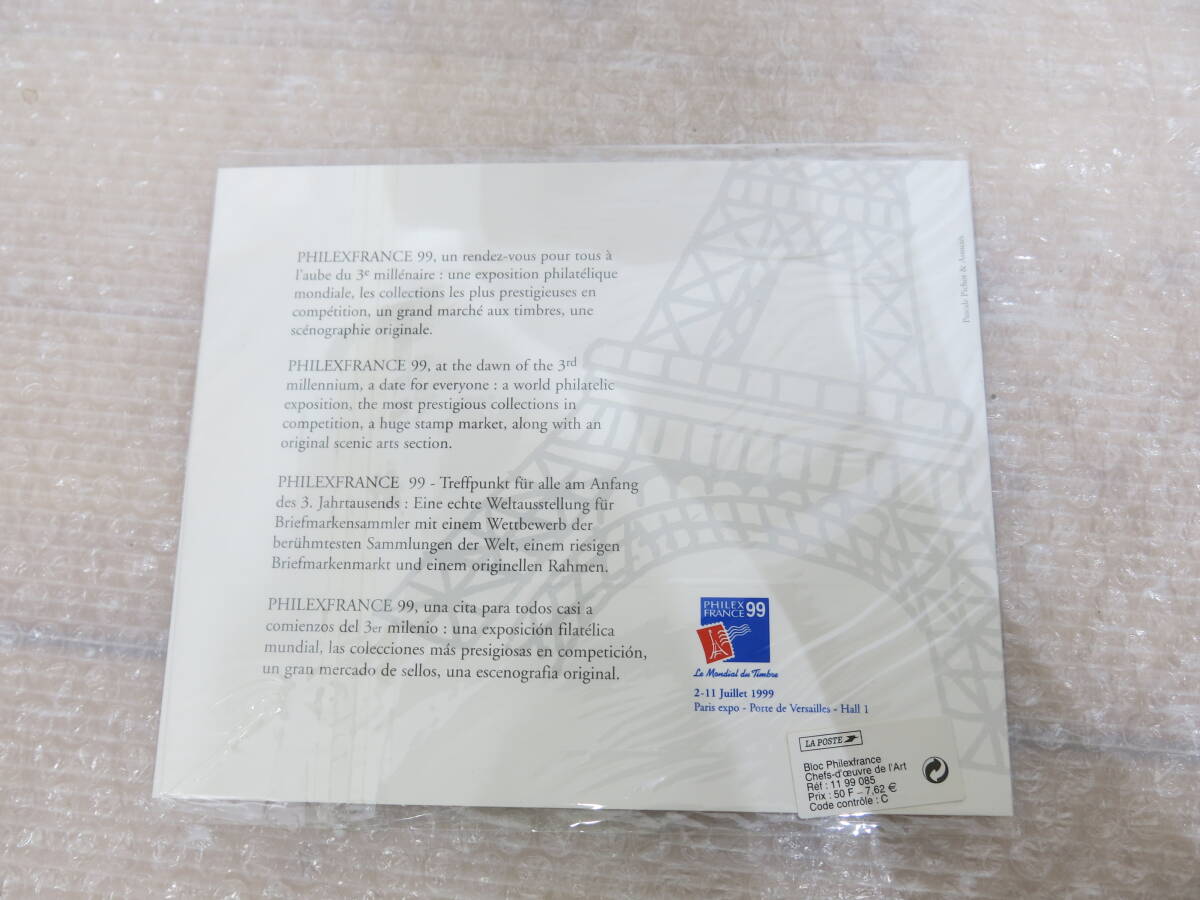 PHILEXFRANCE 99, un rendez-vous pour tous à
l'aube du 3e millénaire : une exposition philatélique
mondiale, les collections les plus prestigieuses en
compétition, un grand marché aux timbres, une
scénographie originale.
PHILEXFRANCE 99, at the dawn of the 3rd
millennium, a date for everyone : a world philatelic
exposition, the most prestigious collections in
competition, a huge stamp market, along with an
original scenic arts section.
PHILEXFRANCE 99 - Treffpunkt für alle am Anfang
des 3. Jahrtausends : Eine echte Weltausstellung für
Briefmarkensammler mit einem Wettbewerb der
berühmtesten Sammlungen der Welt, einem riesigen
Briefmarkenmarkt und einem originellen Rahmen.
PHILEXFRANCE 99, una cita para todos casi a
comienzos del 3er milenio : una exposición filatélica
mundial, las colecciones más presigiosas en competición,
un gran mercado de sellos, una escenografia original.
PHILEX
FRANCE 99
Le Mondial du Timbre
2-11 Juillet 1999
Paris expo - Porte de Versailles - Hall 1
LA POSTE
Bloc Philexfrance
Chefs-d'œuvre de l'Art
Réf : 11 99 085
Prix : 50 F – 7,62 €
Code contrôle : C